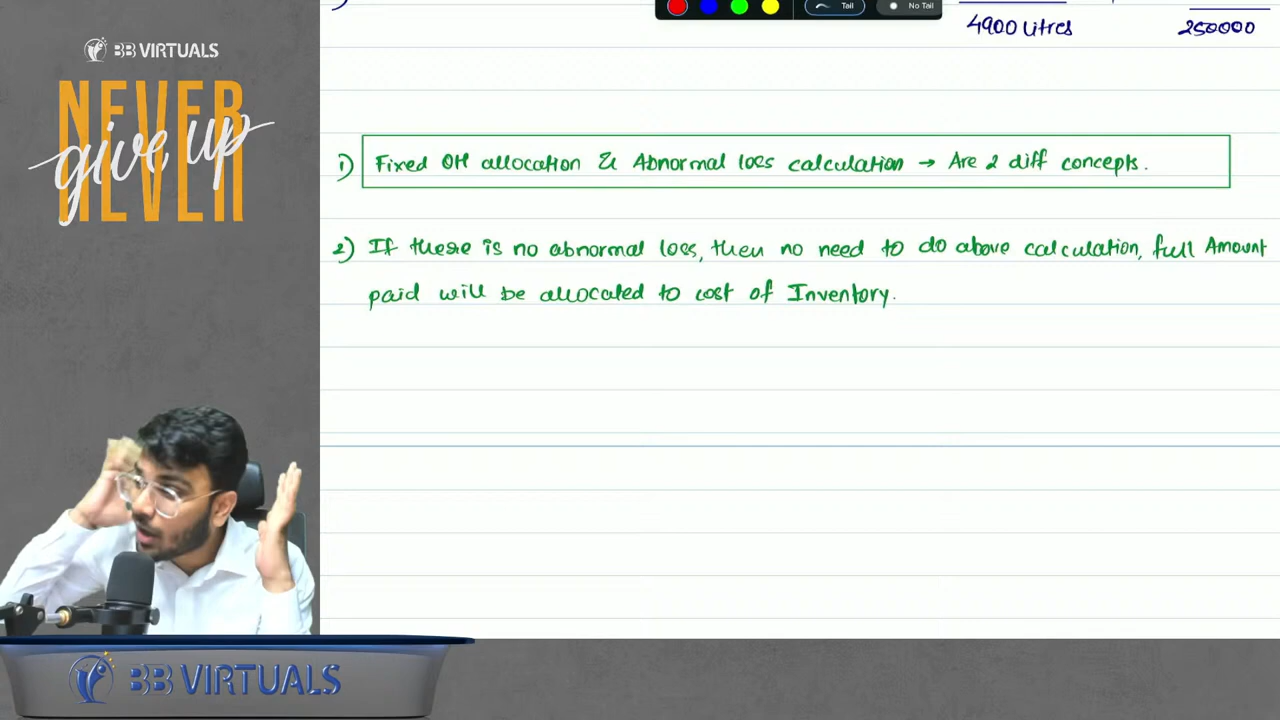 BB VIRTUALS
NEVER
give up
NEVER
Tail
No Tail
4900 Litres
250000
1) Fixed OH allocation & Abnormal loss calculation → Are 2 diff concepts.
2) If there is no abnormal loss, then no need to do above calculation, full Amount
paid will be allocated to cost of Inventory.
BB VIRTUALS